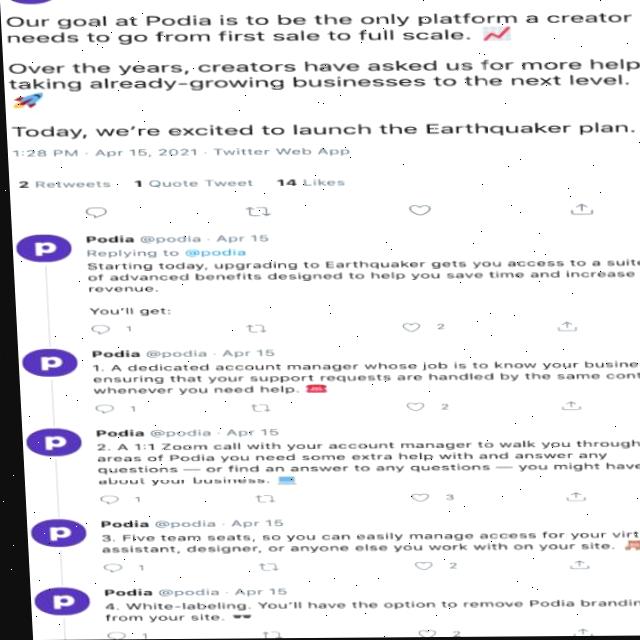 Our goal at Podia is to be the only platform a creator
needs to go from first sale to full scale. 📈
Over the years, creators have asked us for more help
taking already-growing businesses to the next level.
🚀
Today, we're excited to launch the Earthquaker plan.
1:28 PM · Apr 15, 2021 · Twitter Web App
2 Retweets 1 Quote Tweet 14 Likes
Podia @podia · Apr 15
Replying to @podia
Starting today, upgrading to Earthquaker gets you access to a suite
of advanced benefits designed to help you save time and increase
revenue.
You'll get:
1 2
Podia @podia · Apr 15
1. A dedicated account manager whose job is to know your busine
ensuring that your support requests are handled by the same cont
whenever you need help.
1 2
Podia @podia · Apr 15
2. A 1:1 Zoom call with your account manager to walk you through
areas of Podia you need some extra help with and answer any
questions — or find an answer to any questions — you might have
about your business.
1 3
Podia @podia · Apr 15
3. Five team seats, so you can easily manage access for your virt
assistant, designer, or anyone else you work with on your site.
1 2
Podia @podia · Apr 15
4. White-labeling. You'll have the option to remove Podia brandin
from your site. 🕶
1 2